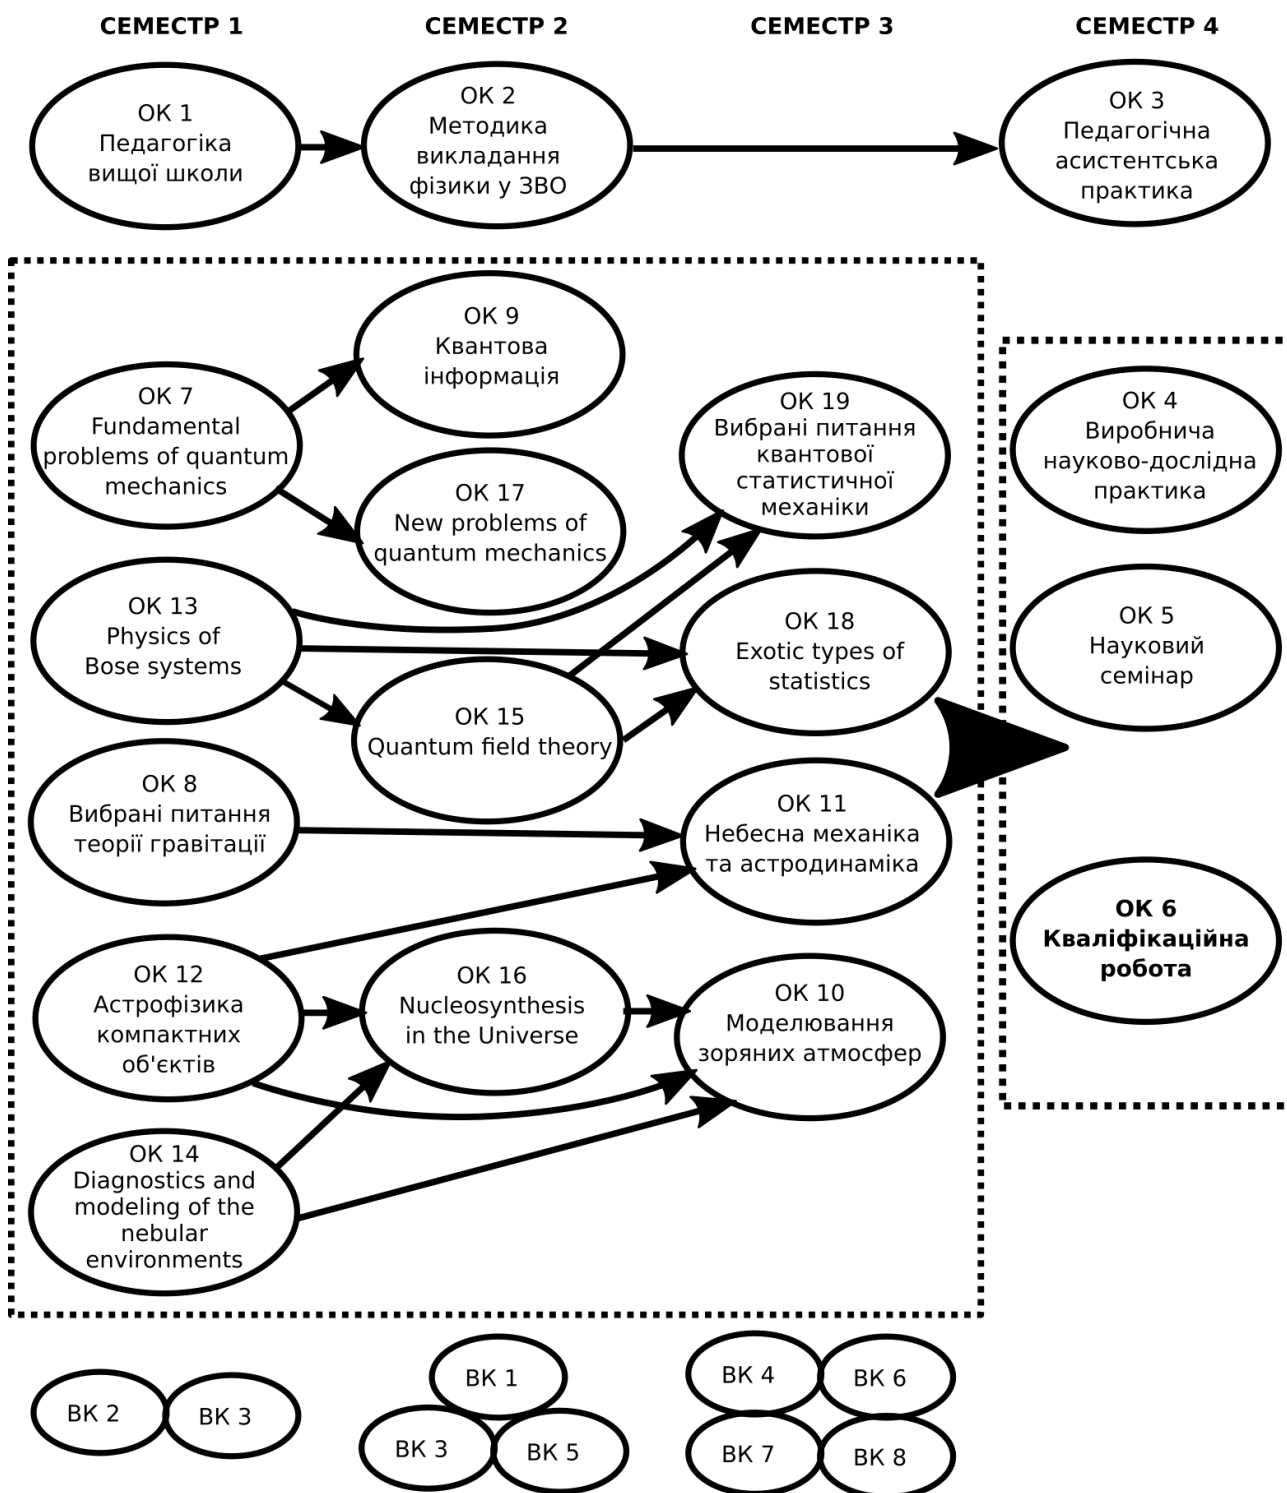 СЕМЕСТР 1
СЕМЕСТР 2
СЕМЕСТР 3
СЕМЕСТР 4
ОК 1
Педагогіка
вищої школи
ОК 2
Методика
викладання
фізики у ЗВО
ОК 3
Педагогічна
асистентська
практика
ОК 7
Fundamental
problems of quantum
mechanics
ОК 9
Квантова
інформація
ОК 17
New problems of
quantum mechanics
ОК 19
Вибрані питання
квантової
статистичної
механіки
ОК 4
Виробнича
науково-дослідна
практика
ОК 13
Physics of
Bose systems
ОК 15
Quantum field theory
ОК 18
Exotic types of
statistics
ОК 5
Науковий
семінар
ОК 8
Вибрані питання
теорії гравітації
ОК 11
Небесна механіка
та астродинаміка
ОК 6
Кваліфікаційна
робота
ОК 12
Астрофізика
компактних
об'єктів
ОК 16
Nucleosynthesis
in the Universe
ОК 10
Моделювання
зоряних атмосфер
ОК 14
Diagnostics and
modeling of the
nebular
environments
ВК 2
ВК 3
ВК 1
ВК 3
ВК 5
ВК 4
ВК 6
ВК 7
ВК 8